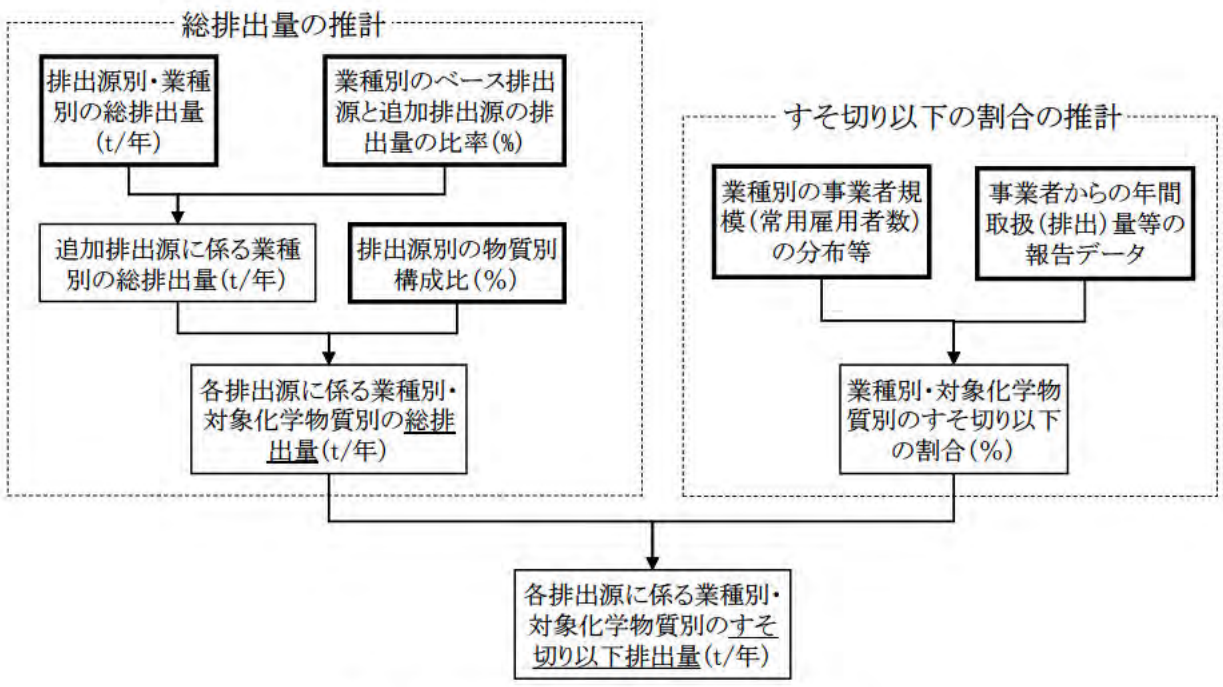 総排出量の推計
排出源別・業種
別の総排出量
(t/年)
業種別のベース排出
源と追加排出源の排
出量の比率(%)
追加排出源に係る業種
別の総排出量(t/年)
排出源別の物質別
構成比(%)
各排出源に係る業種別・
対象化学物質別の総排
出量(t/年)
すそ切り以下の割合の推計
業種別の事業者規
模(常用雇用者数)
の分布等
事業者からの年間
取扱(排出)量等の
報告データ
業種別・対象化学物
質別のすそ切り以下
の割合(%)
各排出源に係る業種別・
対象化学物質別のすそ
切り以下排出量(t/年)